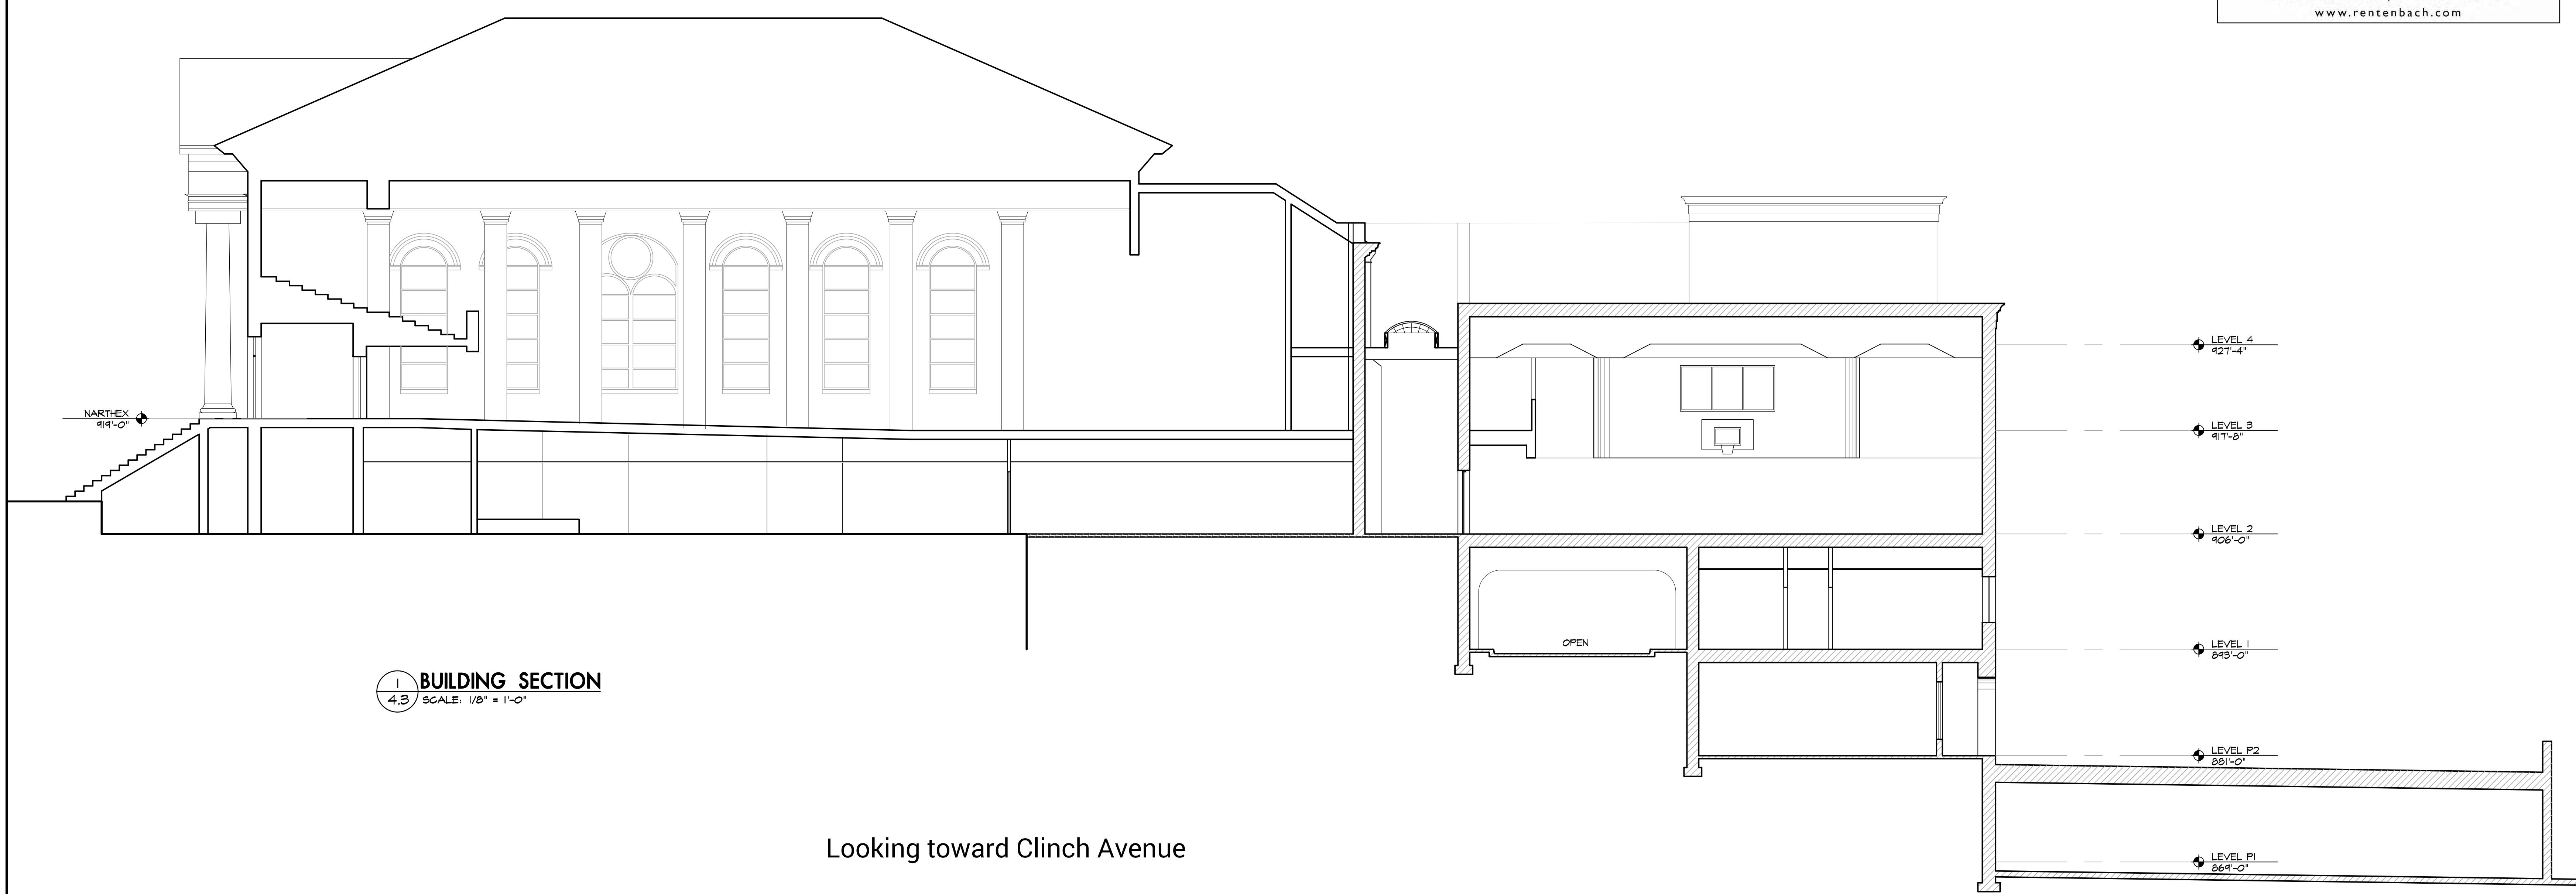 www.rentenbach.com
LEVEL 4
927'-4"
NARTHEX
919'-0"
LEVEL 3
917'-8"
LEVEL 2
906'-0"
OPEN
LEVEL 1
893'-0"
1
4.3
BUILDING SECTION
SCALE: 1/8" = 1'-0"
LEVEL P2
881'-0"
Looking toward Clinch Avenue
LEVEL P1
869'-0"